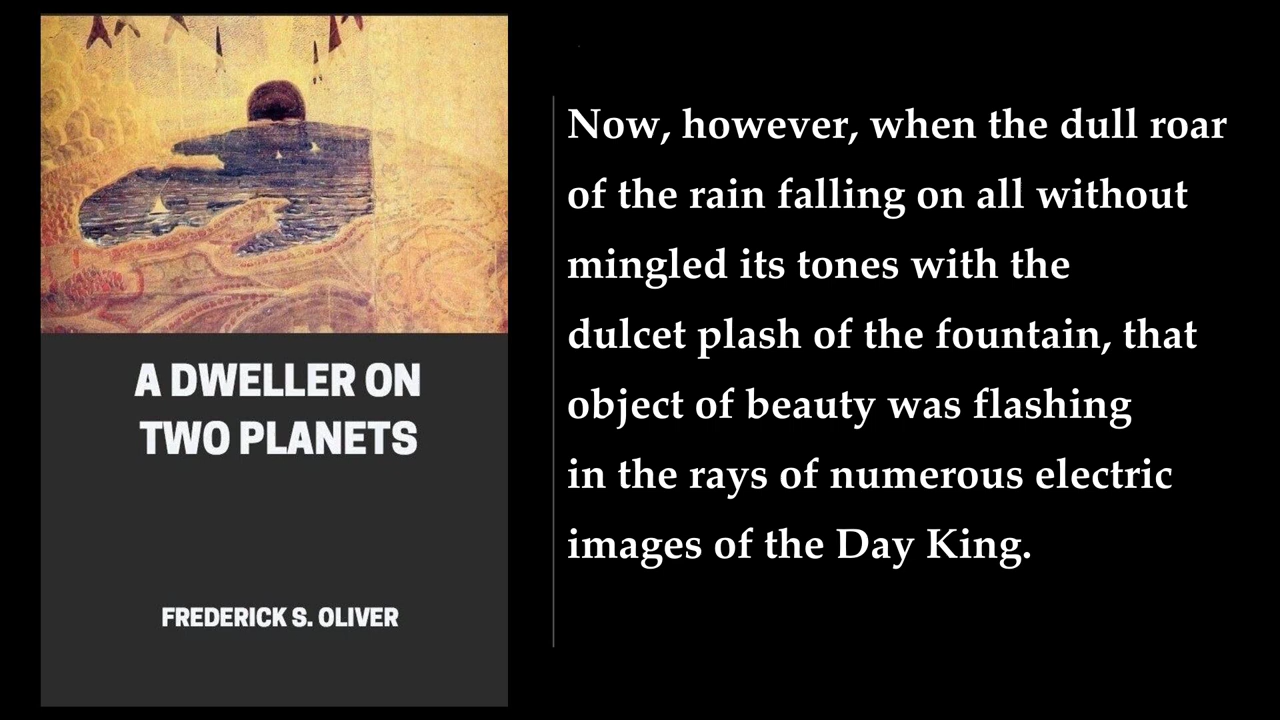 A DWELLER ON
TWO PLANETS
FREDERICK S. OLIVER
Now, however, when the dull roar
of the rain falling on all without
mingled its tones with the
dulcet plash of the fountain, that
object of beauty was flashing
in the rays of numerous electric
images of the Day King.